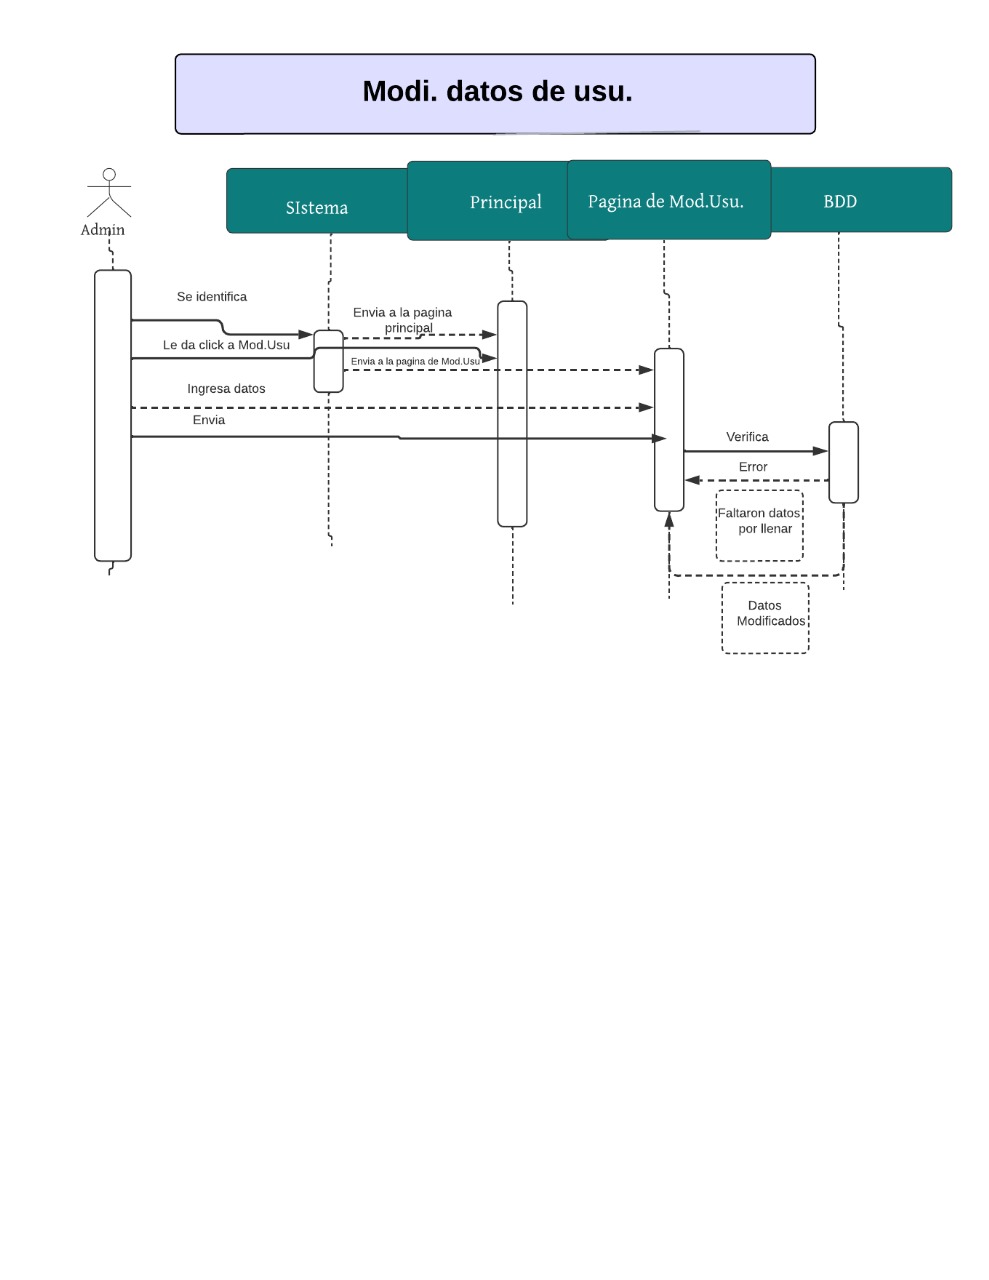 Modi. datos de usu.
Admin
SIstema
Principal
Pagina de Mod.Usu.
BDD
Se identifica
Envia a la pagina
principal
Le da click a Mod.Usu
Envia a la pagina de Mod.Usu
Ingresa datos
Envia
Verifica
Error
Faltaron datos
por llenar
Datos
Modificados